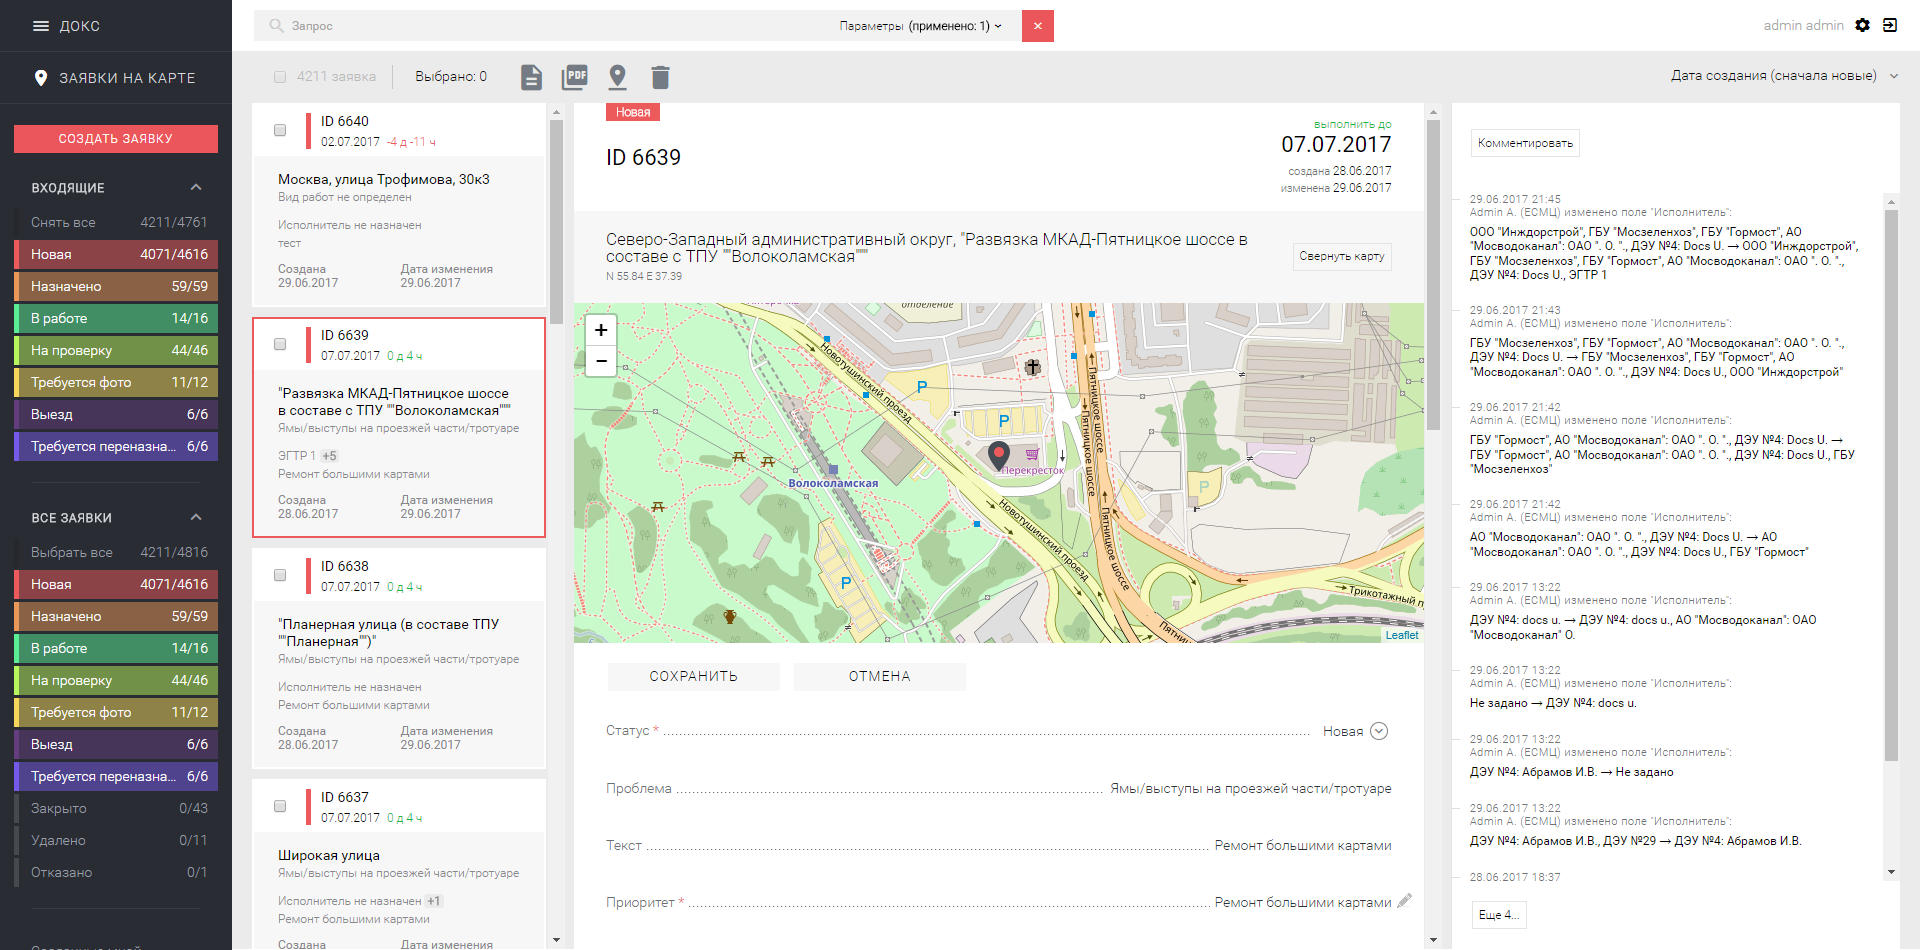 ДОКС
Запрос
Параметры (применено: 1)
×
admin admin
ЗАЯВКИ НА КАРТЕ
4211 заявка
Выбрано: 0
PDF
Дата создания (сначала новые)
СОЗДАТЬ ЗАЯВКУ
ВХОДЯЩИЕ
Снять все 4211/4761
Новая 4071/4616
Назначено 59/59
В работе 14/16
На проверку 44/46
Требуется фото 11/12
Выезд 6/6
Требуется переназна... 6/6
ВСЕ ЗАЯВКИ
Выбрать все 4211/4816
Новая 4071/4616
Назначено 59/59
В работе 14/16
На проверку 44/46
Требуется фото 11/12
Выезд 6/6
Требуется переназна... 6/6
Закрыто 0/43
Удалено 0/11
Отказано 0/1
ID 6640
02.07.2017 -4 д -11 ч
Москва, улица Трофимова, 30к3
Вид работ не определен
Исполнитель не назначен
тест
Создана Дата изменения
29.06.2017 29.06.2017
ID 6639
07.07.2017 0 д 4 ч
"Развязка МКАД-Пятницкое шоссе
в составе с ТПУ ""Волоколамская"""
Ямы/выступы на проезжей части/тротуаре
ЭГТР 1 +5
Ремонт большими картами
Создана Дата изменения
28.06.2017 29.06.2017
ID 6638
07.07.2017 0 д 4 ч
"Планерная улица (в составе ТПУ
""Планерная"")"
Ямы/выступы на проезжей части/тротуаре
Исполнитель не назначен
Ремонт большими картами
Создана Дата изменения
28.06.2017 29.06.2017
ID 6637
07.07.2017 0 д 4 ч
Широкая улица
Ямы/выступы на проезжей части/тротуаре
Исполнитель не назначен +1
Ремонт большими картами
Создана Дата изменения
Новая
ID 6639
выполнить до
07.07.2017
создана 28.06.2017
изменена 29.06.2017
Северо-Западный административный округ, "Развязка МКАД-Пятницкое шоссе в
составе с ТПУ ""Волоколамская"""
N 55.84 E 37.39
Свернуть карту
+
−
отделение
Новотушинский проезд
Пятницкое шоссе
Пятницкое шоссе
P
P
P
P
Перекресток
Волоколамская
Новотушинский проезд
Пятницкое шоссе
Трикотажный п
Пятни
Leaflet
СОХРАНИТЬ
ОТМЕНА
Статус * Новая
Проблема Ямы/выступы на проезжей части/тротуаре
Текст Ремонт большими картами
Приоритет * Ремонт большими картами
Комментировать
29.06.2017 21:45
Admin A. (ЕСМЦ) изменено поле "Исполнитель":
ООО "Инждорстрой", ГБУ "Мосзеленхоз", ГБУ "Гормост", АО
"Мосводоканал": ОАО ". О. "., ДЭУ №4: Docs U. → ООО "Инждорстрой",
ГБУ "Мосзеленхоз", ГБУ "Гормост", АО "Мосводоканал": ОАО ". О. ".,
ДЭУ №4: Docs U., ЭГТР 1
29.06.2017 21:43
Admin A. (ЕСМЦ) изменено поле "Исполнитель":
ГБУ "Мосзеленхоз", ГБУ "Гормост", АО "Мосводоканал": ОАО ". О. ".,
ДЭУ №4: Docs U. → ГБУ "Мосзеленхоз", ГБУ "Гормост", АО
"Мосводоканал": ОАО ". О. "., ДЭУ №4: Docs U., ООО "Инждорстрой"
29.06.2017 21:42
Admin A. (ЕСМЦ) изменено поле "Исполнитель":
ГБУ "Гормост", АО "Мосводоканал": ОАО ". О. "., ДЭУ №4: Docs U. →
ГБУ "Гормост", АО "Мосводоканал": ОАО ". О. "., ДЭУ №4: Docs U., ГБУ
"Мосзеленхоз"
29.06.2017 21:42
Admin A. (ЕСМЦ) изменено поле "Исполнитель":
АО "Мосводоканал": ОАО ". О. "., ДЭУ №4: Docs U. → АО
"Мосводоканал": ОАО ". О. "., ДЭУ №4: Docs U., ГБУ "Гормост"
29.06.2017 13:22
Admin A. (ЕСМЦ) изменено поле "Исполнитель":
ДЭУ №4: docs u. → ДЭУ №4: docs u., АО "Мосводоканал": ОАО
"Мосводоканал" О.
29.06.2017 13:22
Admin A. (ЕСМЦ) изменено поле "Исполнитель":
Не задано → ДЭУ №4: docs u.
29.06.2017 13:22
Admin A. (ЕСМЦ) изменено поле "Исполнитель":
ДЭУ №4: Абрамов И.В. → Не задано
29.06.2017 13:22
Admin A. (ЕСМЦ) изменено поле "Исполнитель":
ДЭУ №4: Абрамов И.В., ДЭУ №29 → ДЭУ №4: Абрамов И.В.
28.06.2017 18:37
Еще 4...